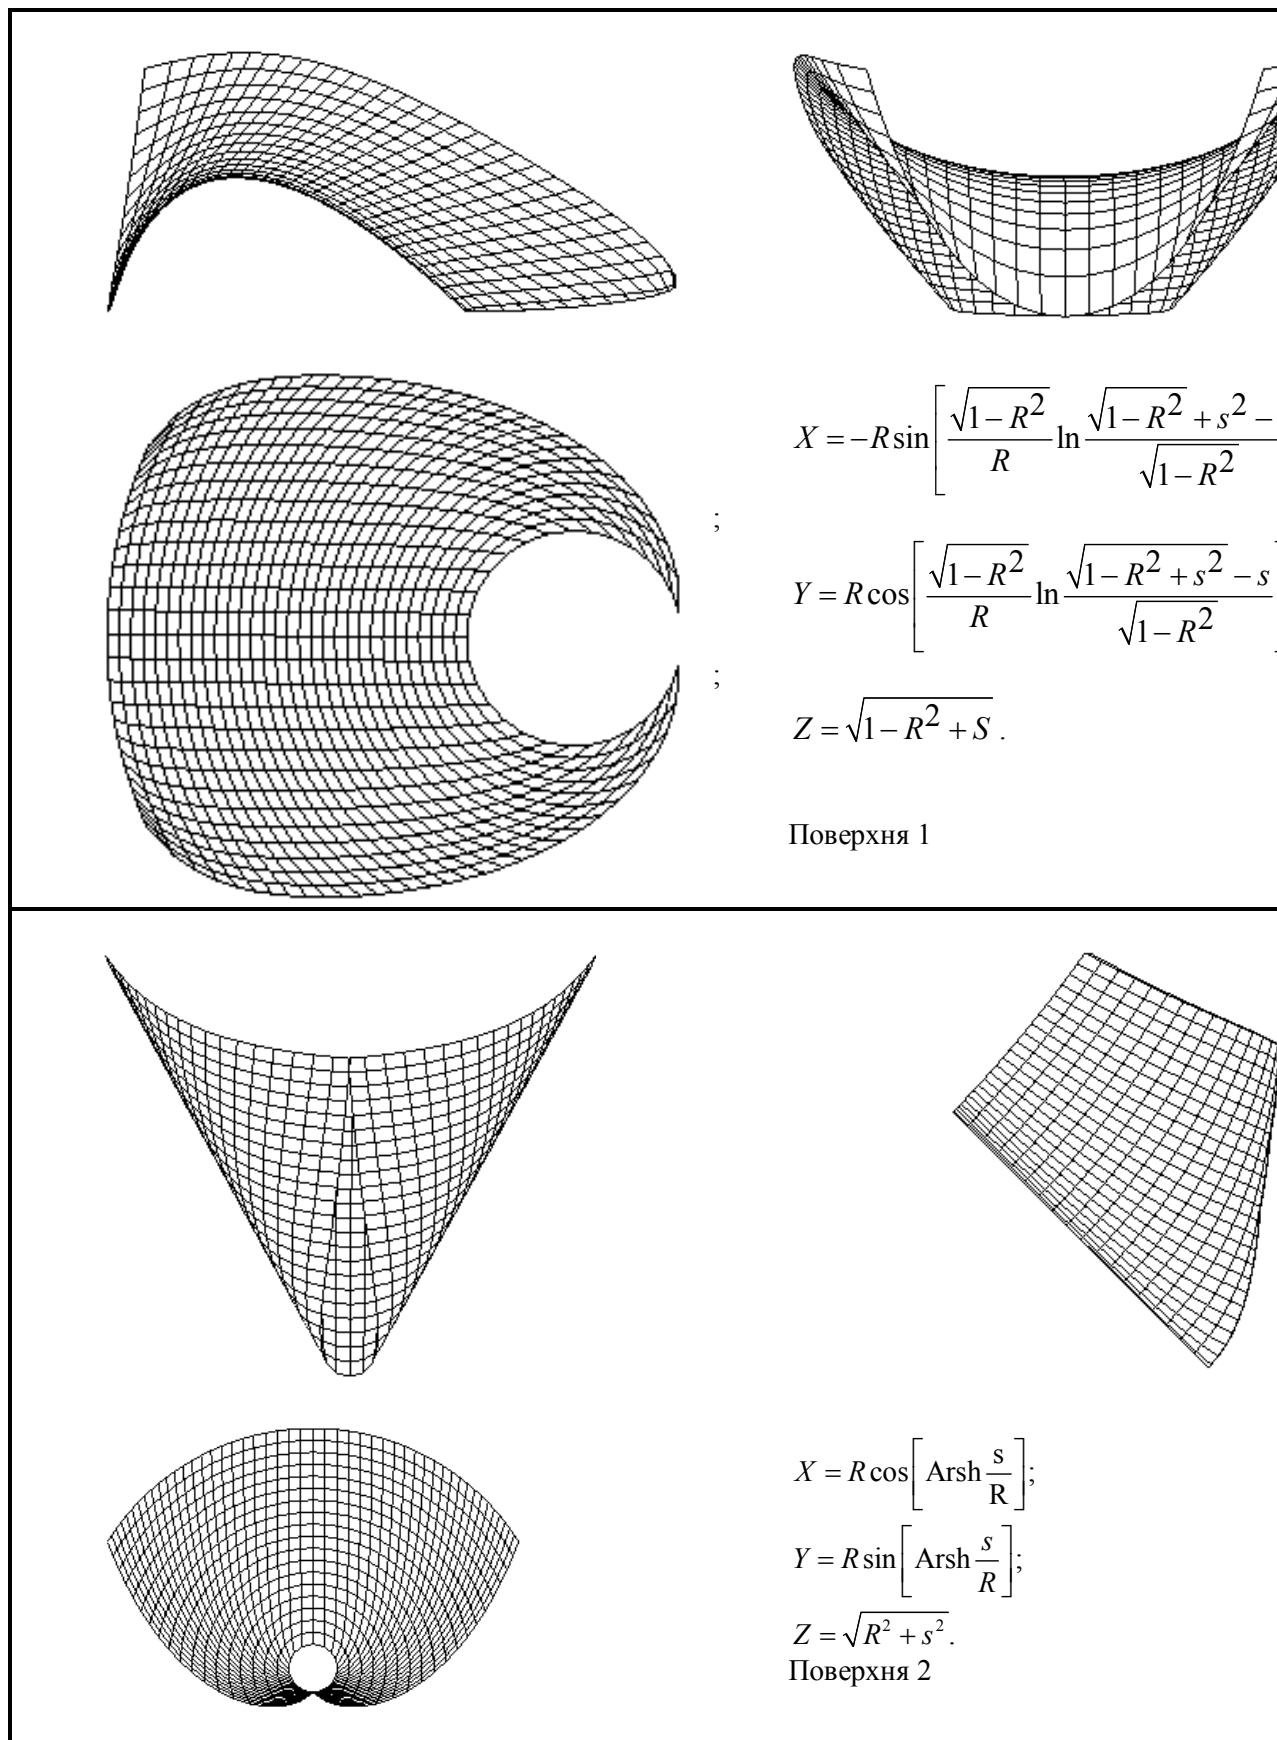 X = −R sin[ √(1−R²)/R ln (√(1−R²) + s² −)/√(1−R²)
;
Y = R cos[ √(1−R²)/R ln (√(1−R² + s²) − s)/√(1−R²) ]
;
Z = √(1−R² + S) .
Поверхня 1
X = R cos[ Arsh s/R ];
Y = R sin[ Arsh s/R ];
Z = √(R² + s²).
Поверхня 2